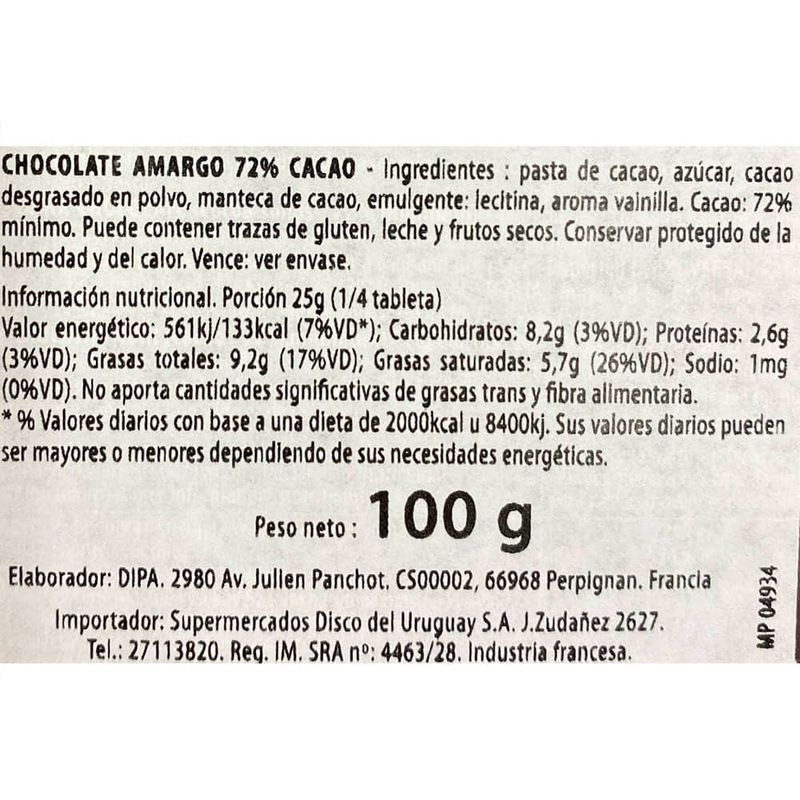 CHOCOLATE AMARGO 72% CACAO - Ingredientes : pasta de cacao, azúcar, cacao
desgrasado en polvo, manteca de cacao, emulgente: lecitina, aroma vainilla. Cacao: 72%
mínimo. Puede contener trazas de gluten, leche y frutos secos. Conservar protegido de la
humedad y del calor. Vence: ver envase.
Información nutricional. Porción 25g (1/4 tableta)
Valor energético: 561kj/133kcal (7%VD*); Carbohidratos: 8,2g (3%VD); Proteínas: 2,6g
(3%VD); Grasas totales: 9,2g (17%VD); Grasas saturadas: 5,7g (26%VD); Sodio: 1mg
(0%VD). No aporta cantidades significativas de grasas trans y fibra alimentaria.
* % Valores diarios con base a una dieta de 2000kcal u 8400kj. Sus valores diarios pueden
ser mayores o menores dependiendo de sus necesidades energéticas.
Peso neto : 100 g
Elaborador: DIPA. 2980 Av. Julien Panchot, CS00002, 66968 Perpignan. Francia
Importador: Supermercados Disco del Uruguay S.A. J.Zudañez 2627.
Tel.: 27113820. Reg. IM. SRA nº: 4463/28. Industria francesa.
MP 04934